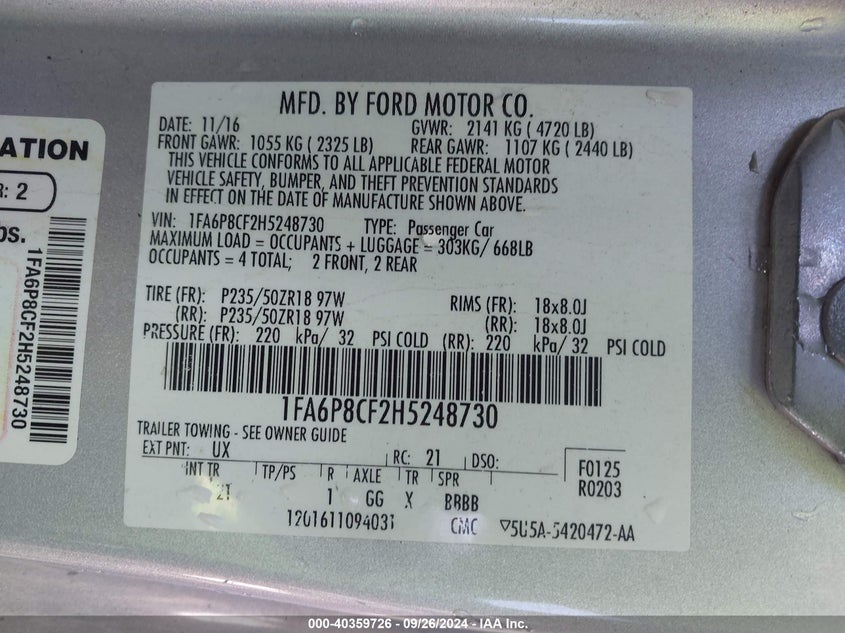 MFD. BY FORD MOTOR CO.
DATE: 11/16 GVWR: 2141 KG ( 4720 LB)
FRONT GAWR: 1055 KG ( 2325 LB) REAR GAWR: 1107 KG ( 2440 LB)
THIS VEHICLE CONFORMS TO ALL APPLICABLE FEDERAL MOTOR
VEHICLE SAFETY, BUMPER, AND THEFT PREVENTION STANDARDS
IN EFFECT ON THE DATE OF MANUFACTURE SHOWN ABOVE.
VIN: 1FA6P8CF2H5248730 TYPE: Passenger Car
MAXIMUM LOAD = OCCUPANTS + LUGGAGE = 303KG/ 668LB
OCCUPANTS = 4 TOTAL; 2 FRONT, 2 REAR
TIRE (FR): P235/50ZR18 97W RIMS (FR): 18x8.0J
(RR): P235/50ZR18 97W (RR): 18x8.0J
PRESSURE (FR): 220 kPa/ 32 PSI COLD (RR): 220 kPa/ 32 PSI COLD
1FA6P8CF2H5248730
TRAILER TOWING - SEE OWNER GUIDE
EXT PNT: UX RC: 21 DSO:
INT TR TP/PS R AXLE TR SPR
21 1 GG X BBBB
F0125
R0203
1201611094031 CMC ▽5U5A-5420472-AA
ATION
R: 2
bs.
1FA6P8CF2H5248730
000-40359726 - 09/26/2024 - IAA Inc.